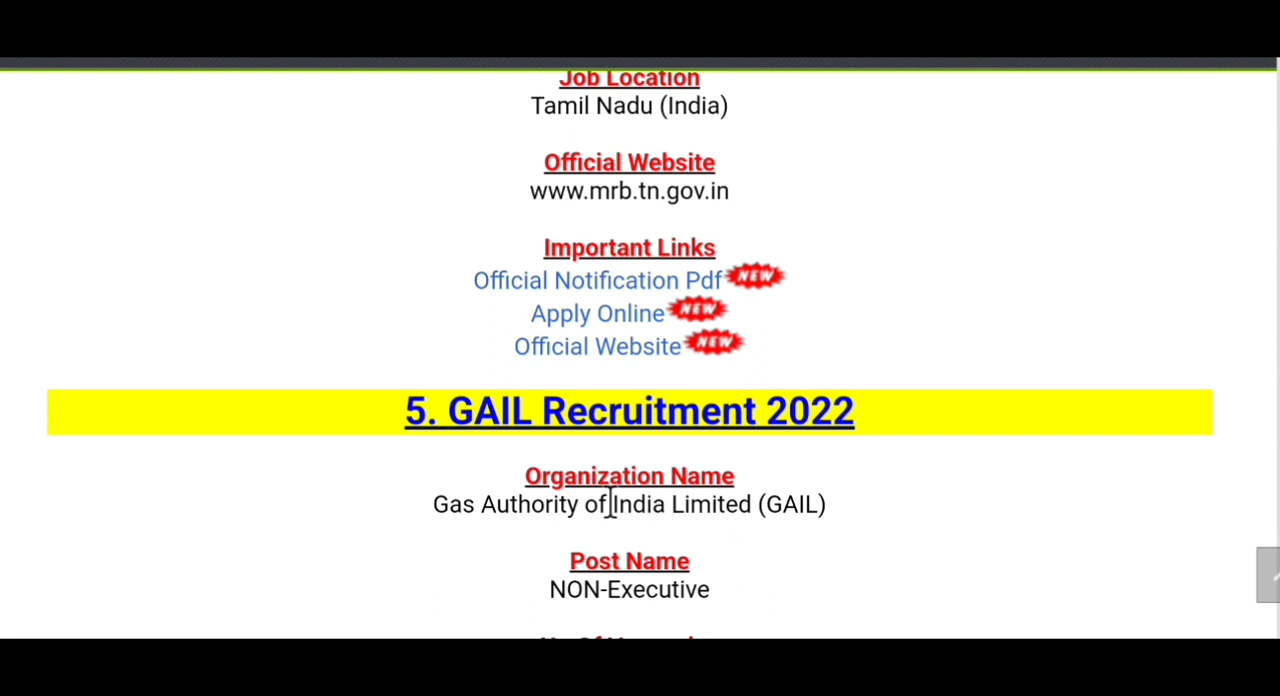 Job Location
Tamil Nadu (India)
Official Website
www.mrb.tn.gov.in
Important Links
Official Notification Pdf NEW
Apply Online NEW
Official Website NEW
5. GAIL Recruitment 2022
Organization Name
Gas Authority of India Limited (GAIL)
Post Name
NON-Executive